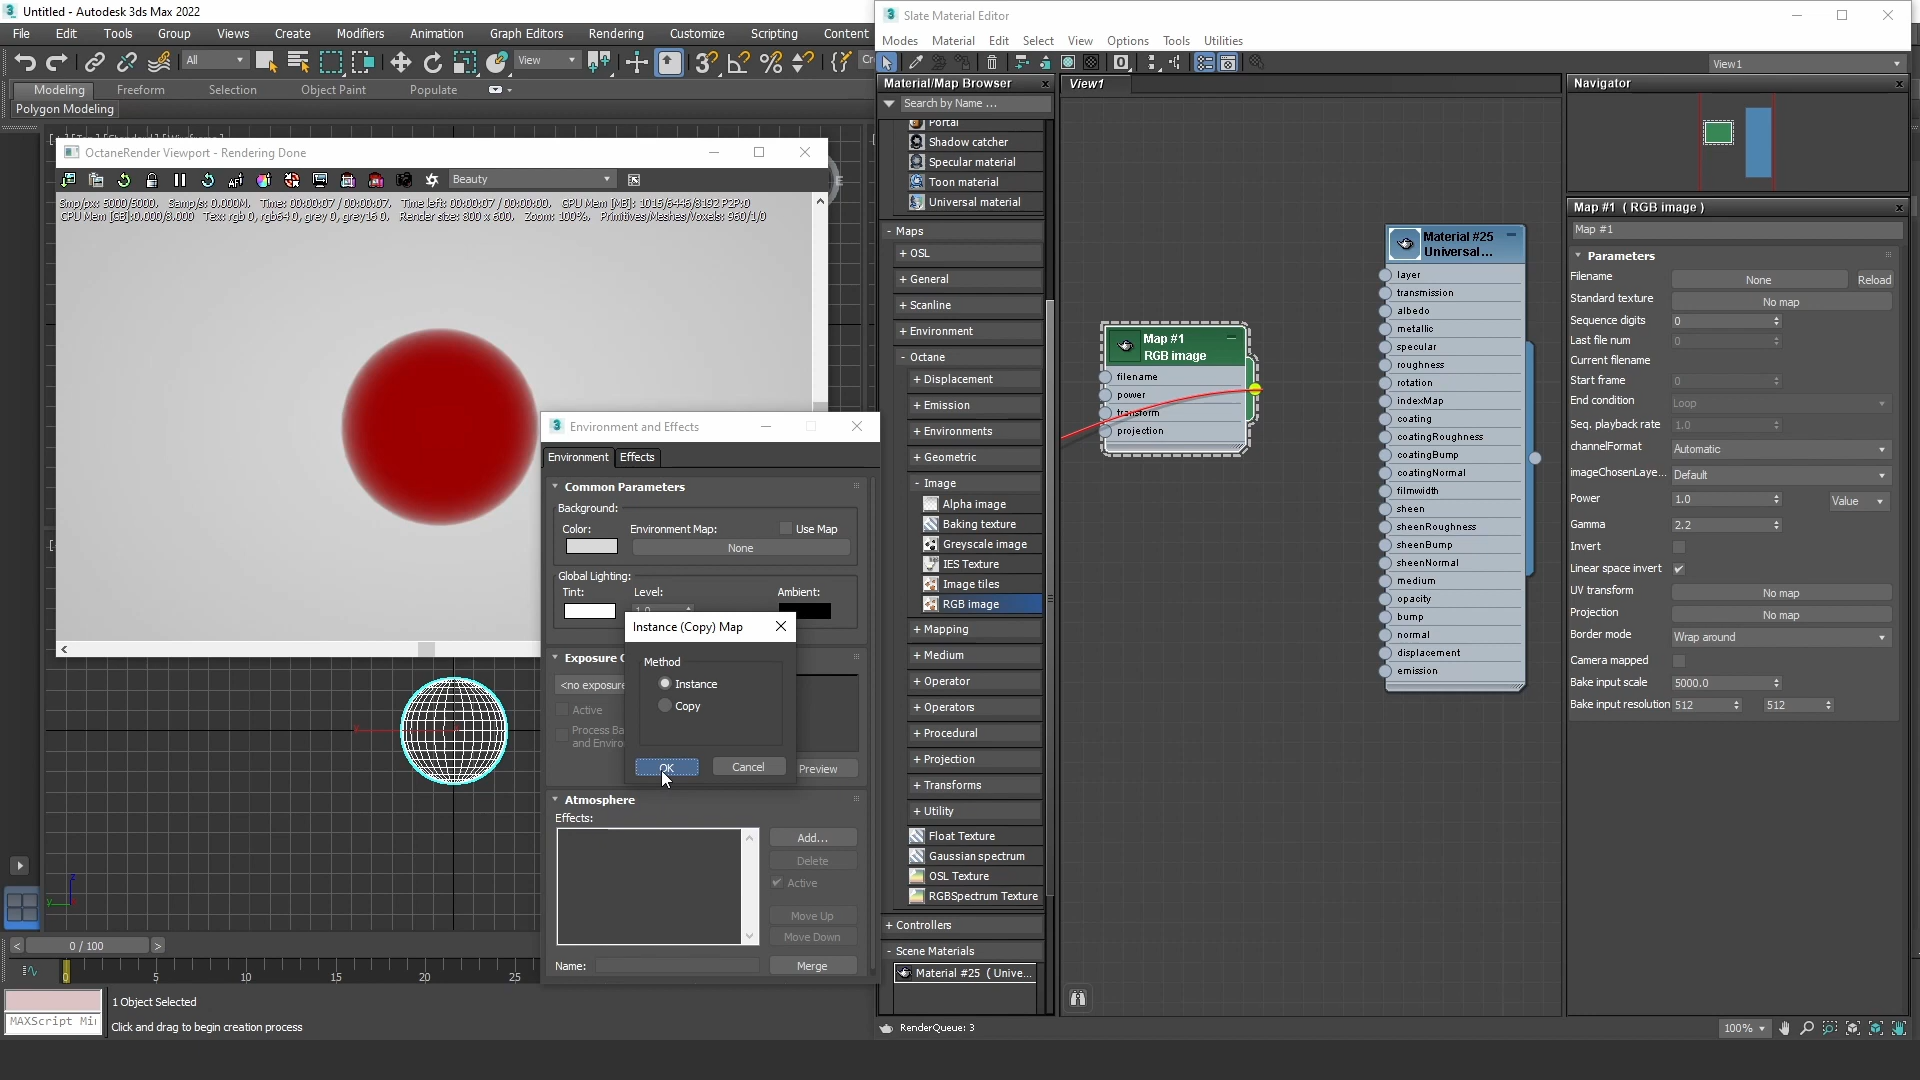 Untitled - Autodesk 3ds Max 2022
File Edit Tools Group Views Create Modifiers Animation Graph Editors Rendering Customize Scripting Content
All View
Modeling Freeform Selection Object Paint Populate
Polygon Modeling
OctaneRender Viewport - Rendering Done
Beauty
Smp/px: 5000/5000. Samp/s: 0.000M. Time: 00:00:07 / 00:00:07. Time left: 00:00:00 / 00:00:00. GPU Mem [MB]: 1015/6446/8192 P2P:0
CPU Mem [GB]:0.000/8.000 Tex: rgb 0, rgb64 0, grey 0, grey16 0. Render size: 800 x 600. Zoom: 100%. Primitives/Meshes/Voxels: 960/1/0
Environment and Effects
Environment Effects
Common Parameters
Background:
Color: Environment Map: Use Map
None
Global Lighting:
Tint: Level: Ambient:
1.0
Exposure C
<no exposure
Active
Process Ba
and Enviro
Preview
Instance (Copy) Map
Method
Instance
Copy
OK Cancel
Atmosphere
Effects:
Add...
Delete
Active
Move Up
Move Down
Name: Merge
0 / 100
0 5 10 15 20 25
1 Object Selected
MAXScript Mi
Click and drag to begin creation process
Slate Material Editor
Modes Material Edit Select View Options Tools Utilities
View1
Material/Map Browser
Search by Name ...
Portal
Shadow catcher
Specular material
Toon material
Universal material
- Maps
+ OSL
+ General
+ Scanline
+ Environment
- Octane
+ Displacement
+ Emission
+ Environments
+ Geometric
- Image
Alpha image
Baking texture
Greyscale image
IES Texture
Image tiles
RGB image
+ Mapping
+ Medium
+ Operator
+ Operators
+ Procedural
+ Projection
+ Transforms
+ Utility
Float Texture
Gaussian spectrum
OSL Texture
RGBSpectrum Texture
+ Controllers
- Scene Materials
Material #25 ( Unive...
RenderQueue: 3
View1
Map #1
RGB image
filename
power
transform
projection
Material #25
Universal...
layer
transmission
albedo
metallic
specular
roughness
rotation
indexMap
coating
coatingRoughness
coatingBump
coatingNormal
filmwidth
sheen
sheenRoughness
sheenBump
sheenNormal
medium
opacity
bump
normal
displacement
emission
Navigator
Map #1 ( RGB image )
Map #1
Parameters
Filename None Reload
Standard texture No map
Sequence digits 0
Last file num 0
Current filename
Start frame 0
End condition Loop
Seq. playback rate 1.0
channelFormat Automatic
imageChosenLaye... Default
Power 1.0 Value
Gamma 2.2
Invert
Linear space invert
UV transform No map
Projection No map
Border mode Wrap around
Camera mapped
Bake input scale 5000.0
Bake input resolution 512 512
100%